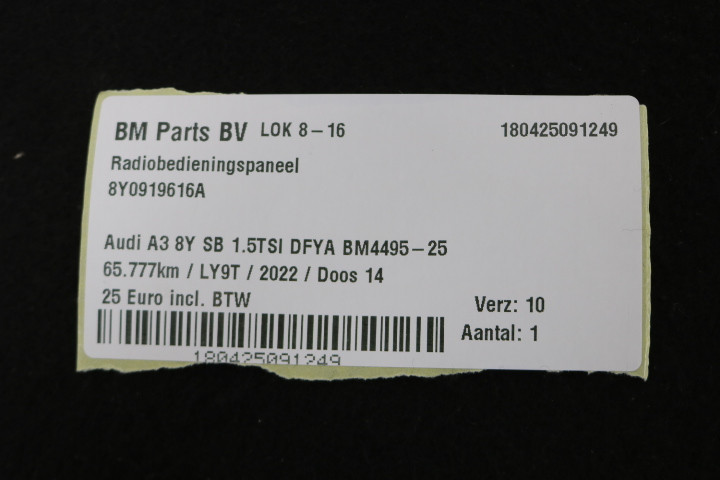 BM Parts BV LOK 8-16 180425091249
Radiobedieningspaneel
8Y0919616A
Audi A3 8Y SB 1.5TSI DFYA BM4495-25
65.777km / LY9T / 2022 / Doos 14
25 Euro incl. BTW
Verz: 10
Aantal: 1
180425091249